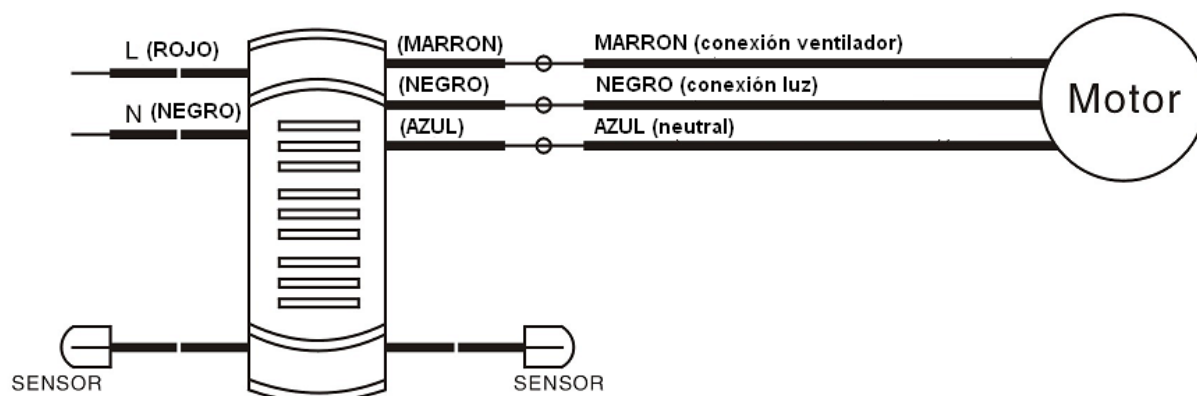 L (ROJO)
N (NEGRO)
(MARRON)
(NEGRO)
(AZUL)
MARRON (conexión ventilador)
NEGRO (conexión luz)
AZUL (neutral)
Motor
SENSOR
SENSOR